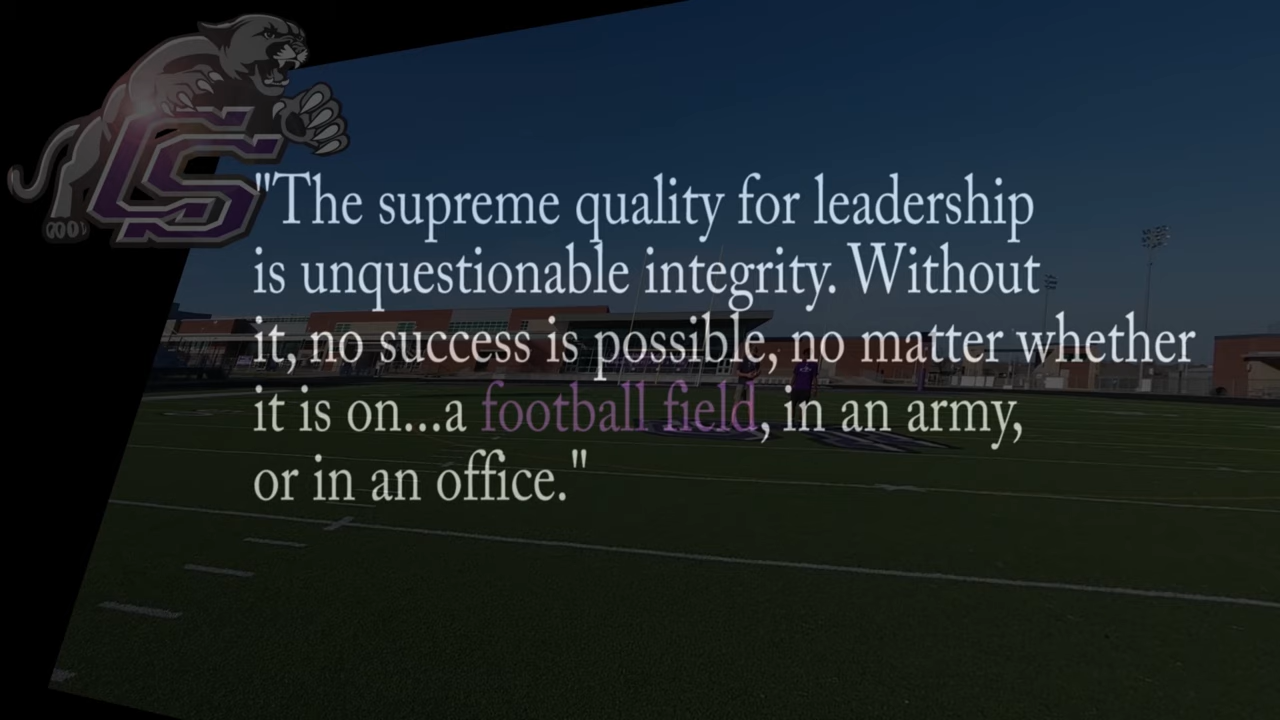 CS
"The supreme quality for leadership
is unquestionable integrity. Without
it, no success is possible, no matter whether
it is on...a football field, in an army,
or in an office."